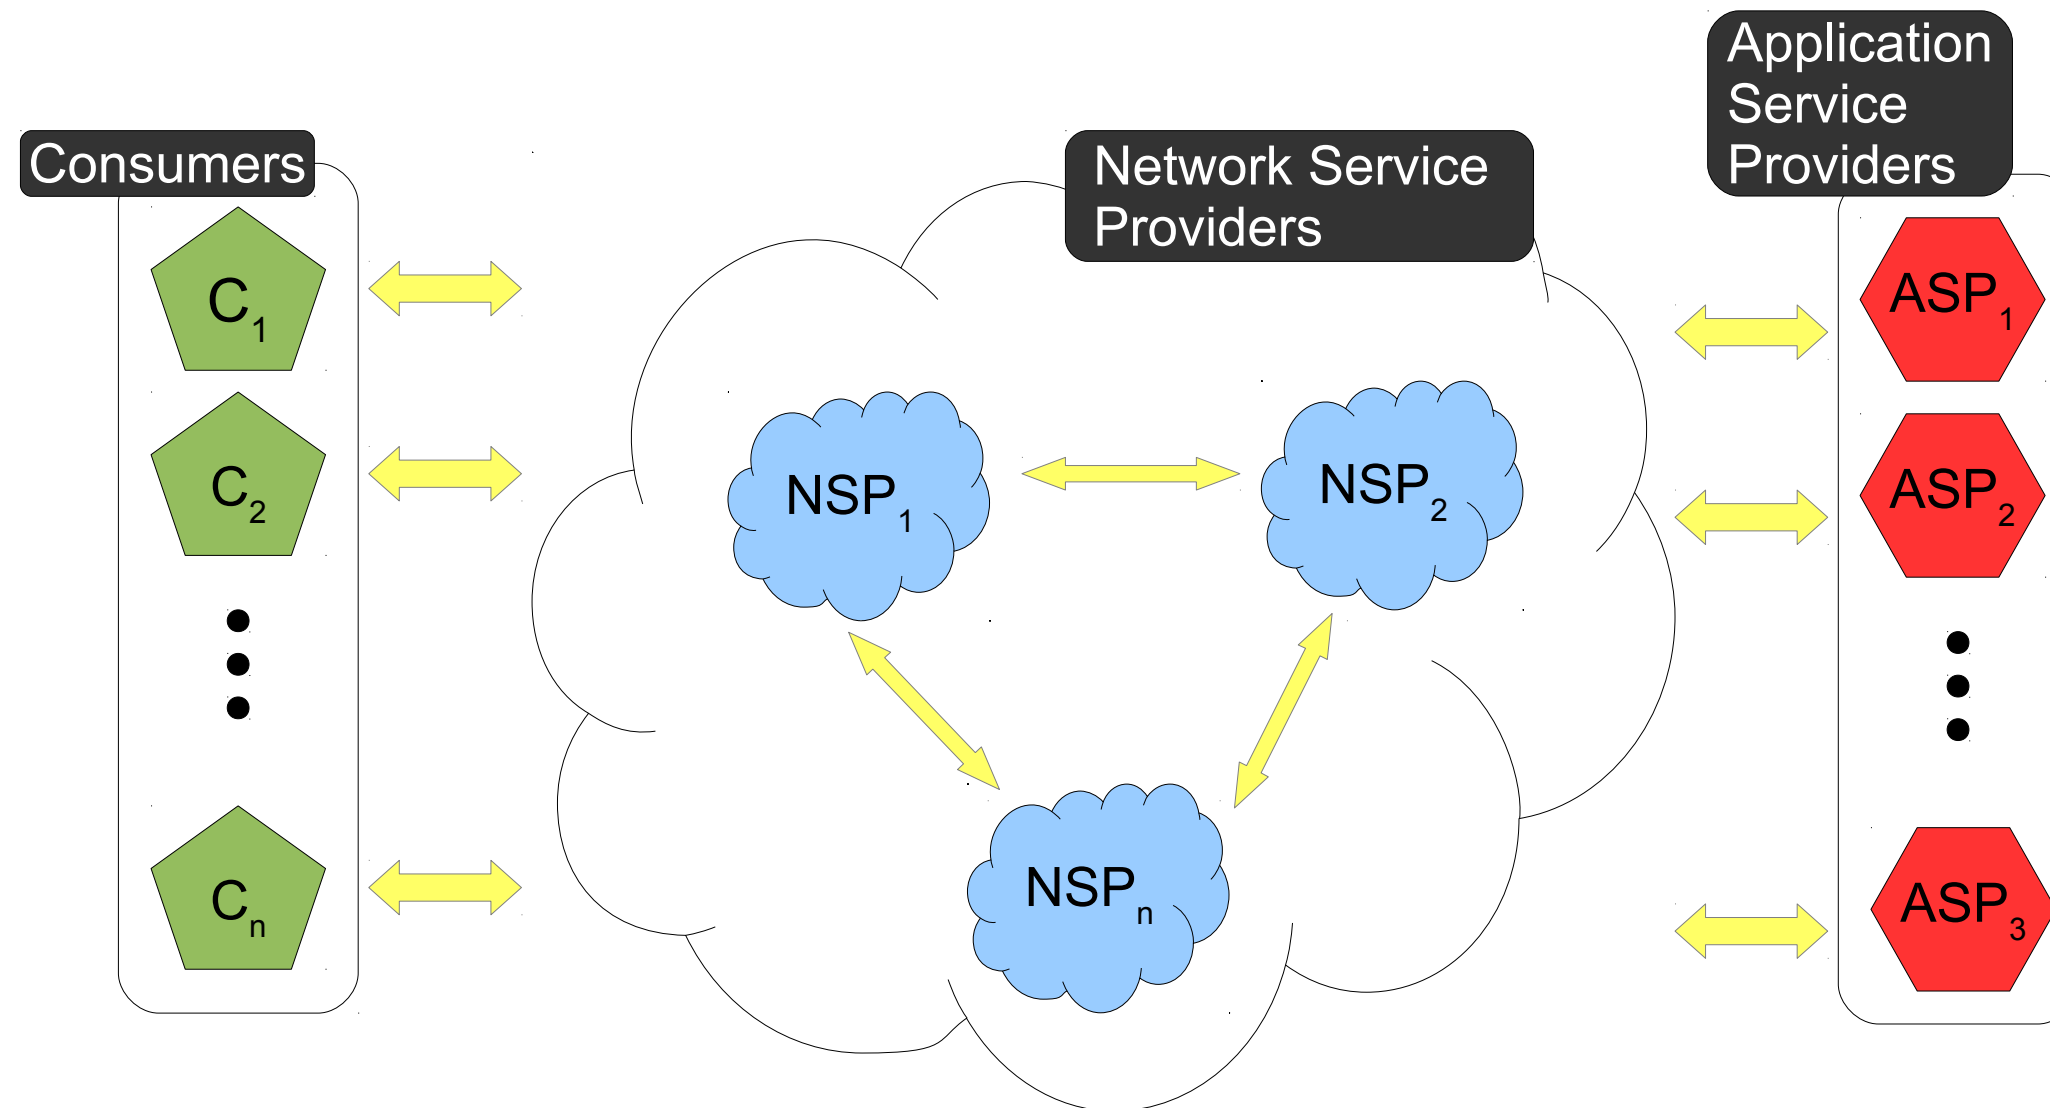 Consumers
C1
C2
Cn
Network Service
Providers
NSP1
NSP2
NSPn
Application
Service
Providers
ASP1
ASP2
ASP3